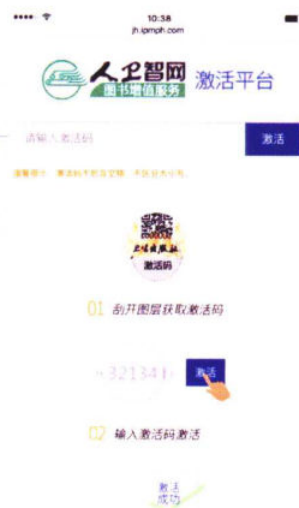 10:38
jh.ipmph.com
人卫智网
图书增值服务
激活平台
请输入激活码
激活
激活码
01 刮开图层获取激活码
32134
激活
02 输入激活码激活
激活
成功